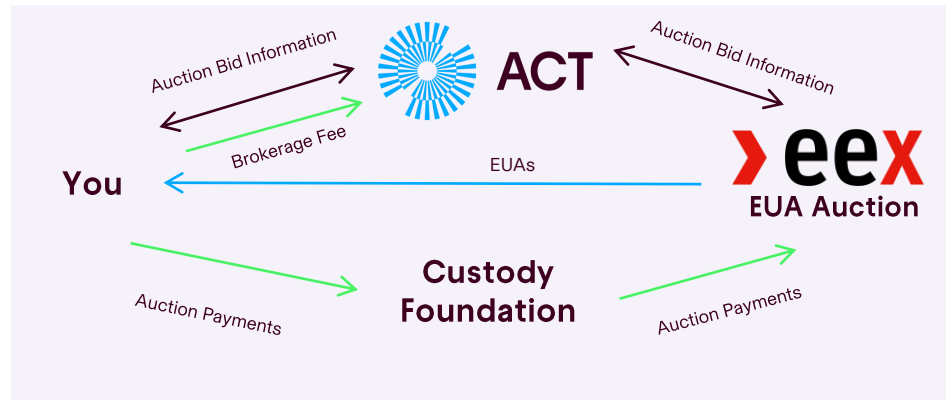 Auction Bid Information
ACT
Auction Bid Information
Brokerage Fee
You
EUAs
eex
EUA Auction
Custody
Foundation
Auction Payments
Auction Payments